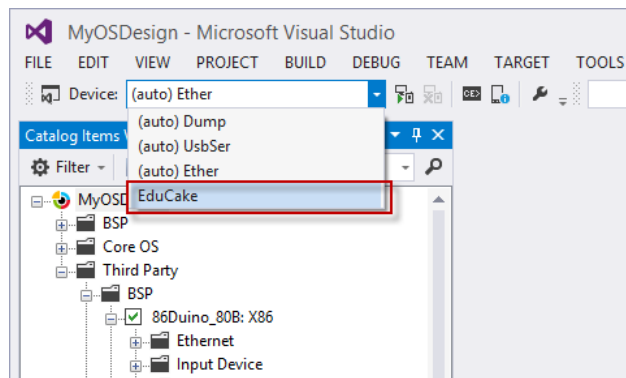 MyOSDesign - Microsoft Visual Studio
FILE EDIT VIEW PROJECT BUILD DEBUG TEAM TARGET TOOLS
Device: (auto) Ether
(auto) Dump
(auto) UsbSer
(auto) Ether
EduCake
Catalog Items
Filter
MyOSD
BSP
Core OS
Third Party
BSP
86Duino_80B: X86
Ethernet
Input Device